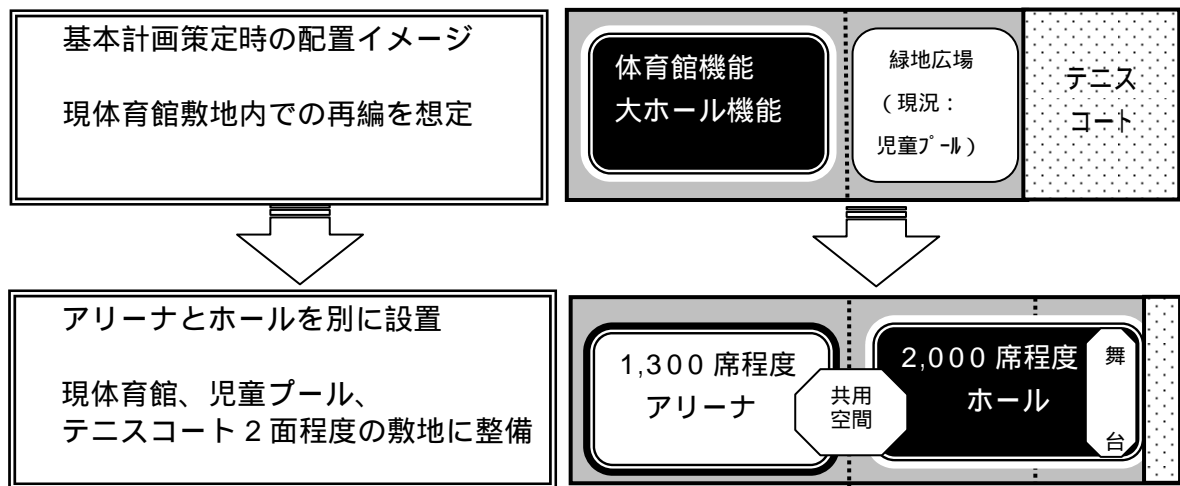 基本計画策定時の配置イメージ
現体育館敷地内での再編を想定
体育館機能
大ホール機能
緑地広場
(現況:
児童ﾌﾟｰﾙ)
テニス
コート
アリーナとホールを別に設置
現体育館、児童プール、
テニスコート2面程度の敷地に整備
1,300席程度
アリーナ
共用
空間
2,000席程度
ホール
舞
台